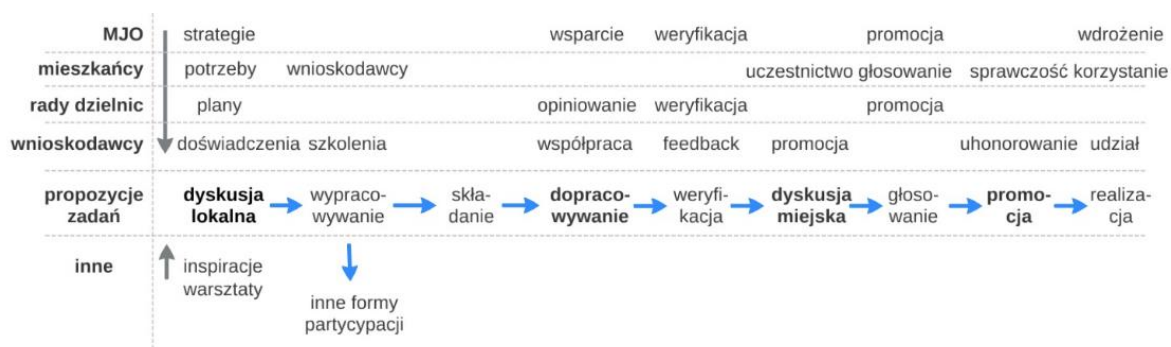 MJO strategie wsparcie weryfikacja promocja wdrożenie
mieszkańcy potrzeby wnioskodawcy uczestnictwo głosowanie sprawczość korzystanie
rady dzielnic plany opiniowanie weryfikacja promocja
wnioskodawcy doświadczenia szkolenia współpraca feedback promocja uhonorowanie udział
propozycje dyskusja wypraco- skła- dopraco- weryfi- dyskusja głoso- promo- realiza-
zadań lokalna wywanie danie wywanie kacja miejska wanie cja cja
inne inspiracje
warsztaty
inne formy
partycypacji